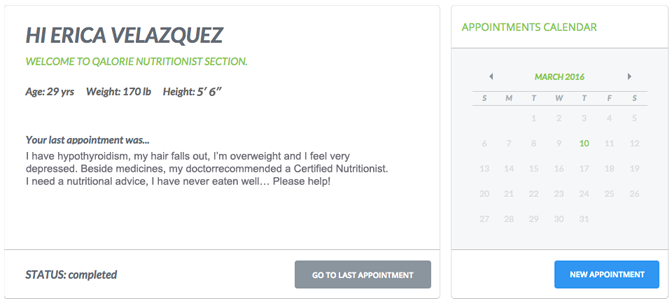 HI ERICA VELAZQUEZ
WELCOME TO QALORIE NUTRITIONIST SECTION.
Age: 29 yrs Weight: 170 lb Height: 5′ 6″
Your last appointment was...
I have hypothyroidism, my hair falls out, I'm overweight and I feel very
depressed. Beside medicines, my doctorrecommended a Certified Nutritionist.
I need a nutritional advice, I have never eaten well… Please help!
STATUS: completed
GO TO LAST APPOINTMENT
APPOINTMENTS CALENDAR
MARCH 2016
S M T W T F S
1 2 3 4 5
6 7 8 9 10 11 12
13 14 15 16 17 18 19
20 21 22 23 24 25 26
27 28 29 30 31
NEW APPOINTMENT